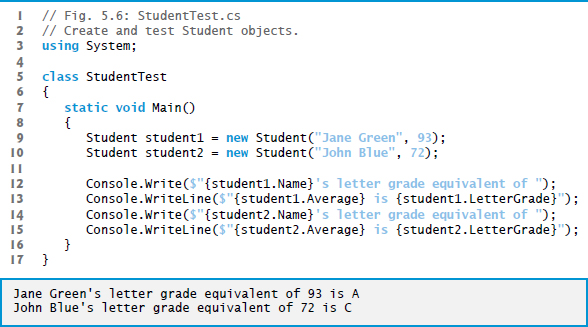 1 // Fig. 5.6: StudentTest.cs
2 // Create and test Student objects.
3 using System;
4
5 class StudentTest
6 {
7 static void Main()
8 {
9 Student student1 = new Student("Jane Green", 93);
10 Student student2 = new Student("John Blue", 72);
11
12 Console.Write($"{student1.Name}'s letter grade equivalent of ");
13 Console.WriteLine($"{student1.Average} is {student1.LetterGrade}");
14 Console.Write($"{student2.Name}'s letter grade equivalent of ");
15 Console.WriteLine($"{student2.Average} is {student2.LetterGrade}");
16 }
17 }
Jane Green's letter grade equivalent of 93 is A
John Blue's letter grade equivalent of 72 is C